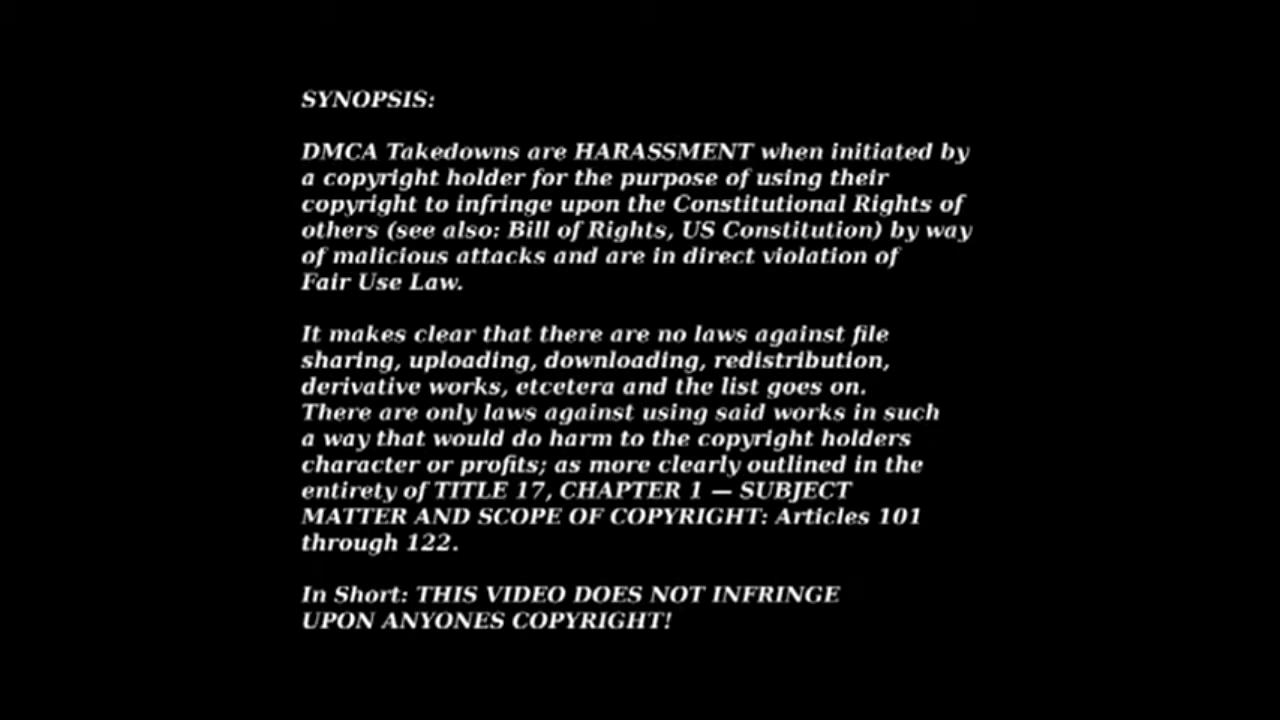 SYNOPSIS:
DMCA Takedowns are HARASSMENT when initiated by
a copyright holder for the purpose of using their
copyright to infringe upon the Constitutional Rights of
others (see also: Bill of Rights, US Constitution) by way
of malicious attacks and are in direct violation of
Fair Use Law.
It makes clear that there are no laws against file
sharing, uploading, downloading, redistribution,
derivative works, etcetera and the list goes on.
There are only laws against using said works in such
a way that would do harm to the copyright holders
character or profits; as more clearly outlined in the
entirety of TITLE 17, CHAPTER 1 — SUBJECT
MATTER AND SCOPE OF COPYRIGHT: Articles 101
through 122.
In Short: THIS VIDEO DOES NOT INFRINGE
UPON ANYONES COPYRIGHT!